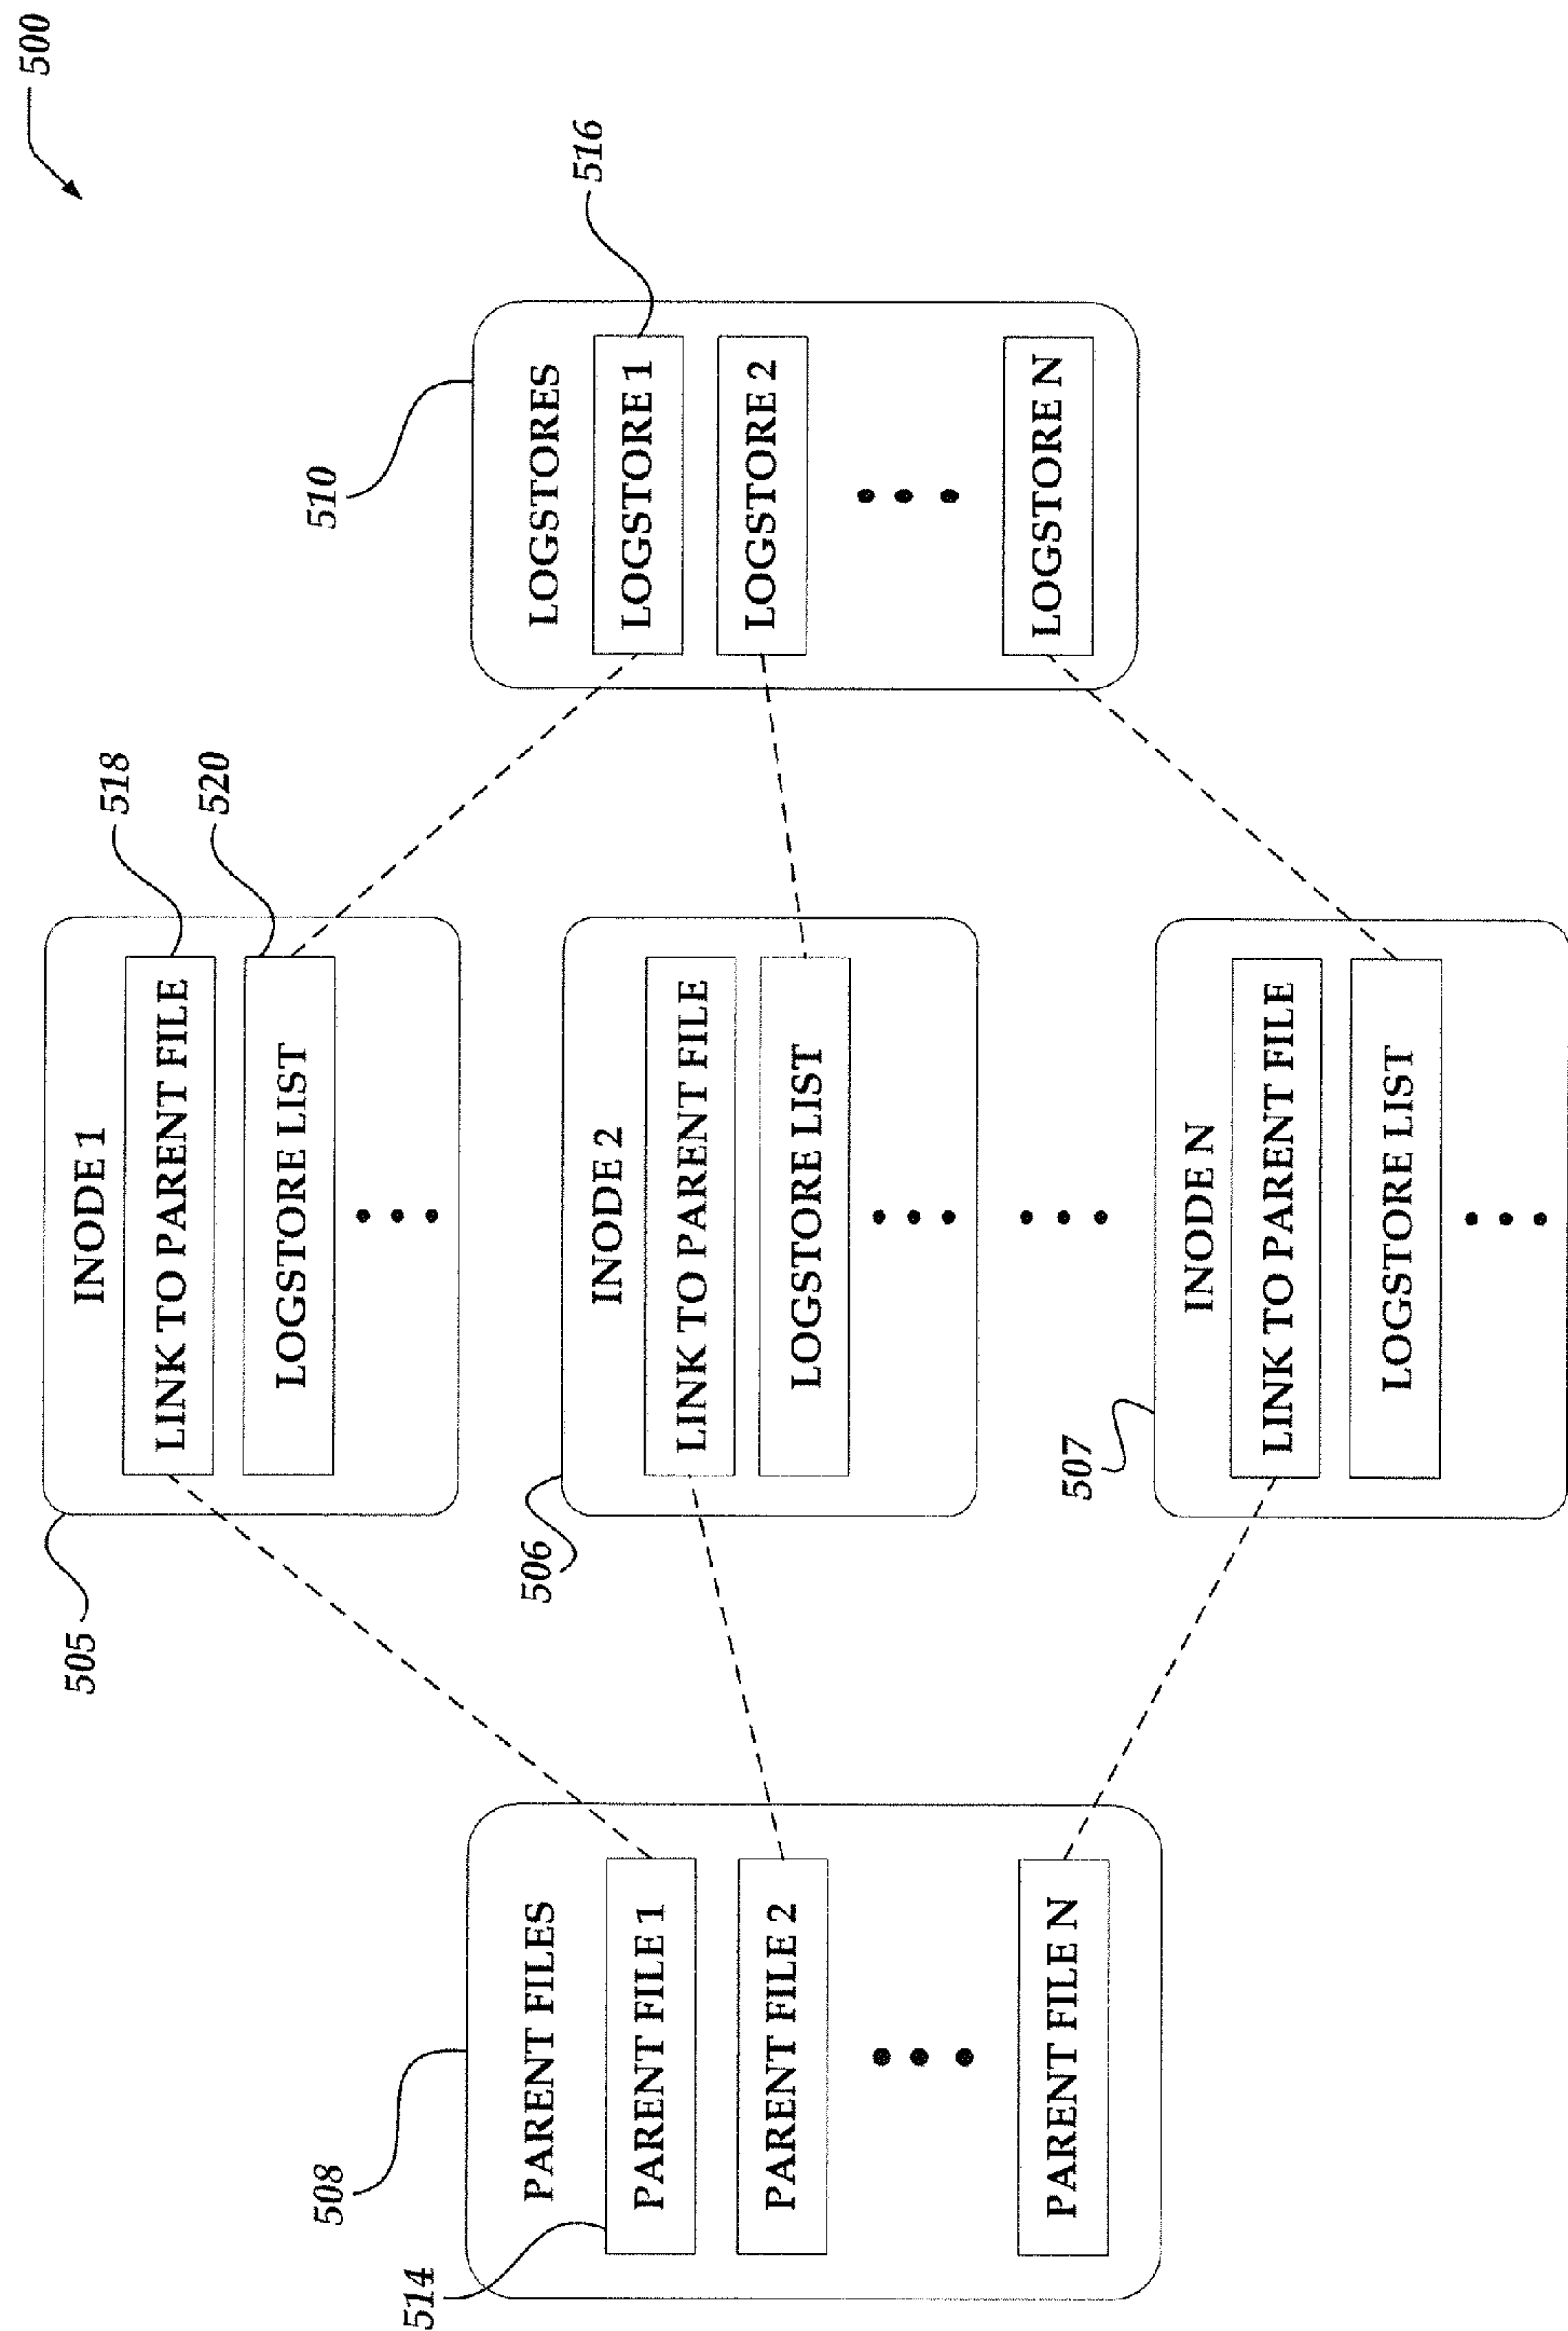 500
505
INODE 1
LINK TO PARENT FILE
518
LOGSTORE LIST
520
508
PARENT FILES
514
PARENT FILE 1
PARENT FILE 2
PARENT FILE N
506
INODE 2
LINK TO PARENT FILE
LOGSTORE LIST
507
INODE N
LINK TO PARENT FILE
LOGSTORE LIST
510
LOGSTORES
LOGSTORE 1
516
LOGSTORE 2
LOGSTORE N